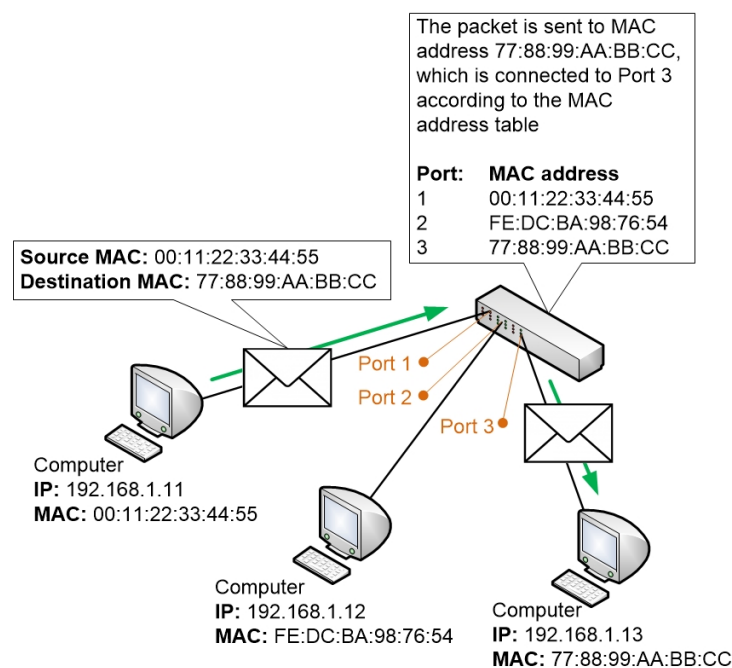 The packet is sent to MAC
address 77:88:99:AA:BB:CC,
which is connected to Port 3
according to the MAC
address table
Port: MAC address
1 00:11:22:33:44:55
2 FE:DC:BA:98:76:54
3 77:88:99:AA:BB:CC
Source MAC: 00:11:22:33:44:55
Destination MAC: 77:88:99:AA:BB:CC
Port 1
Port 2
Port 3
Computer
IP: 192.168.1.11
MAC: 00:11:22:33:44:55
Computer
IP: 192.168.1.12
MAC: FE:DC:BA:98:76:54
Computer
IP: 192.168.1.13
MAC: 77:88:99:AA:BB:CC